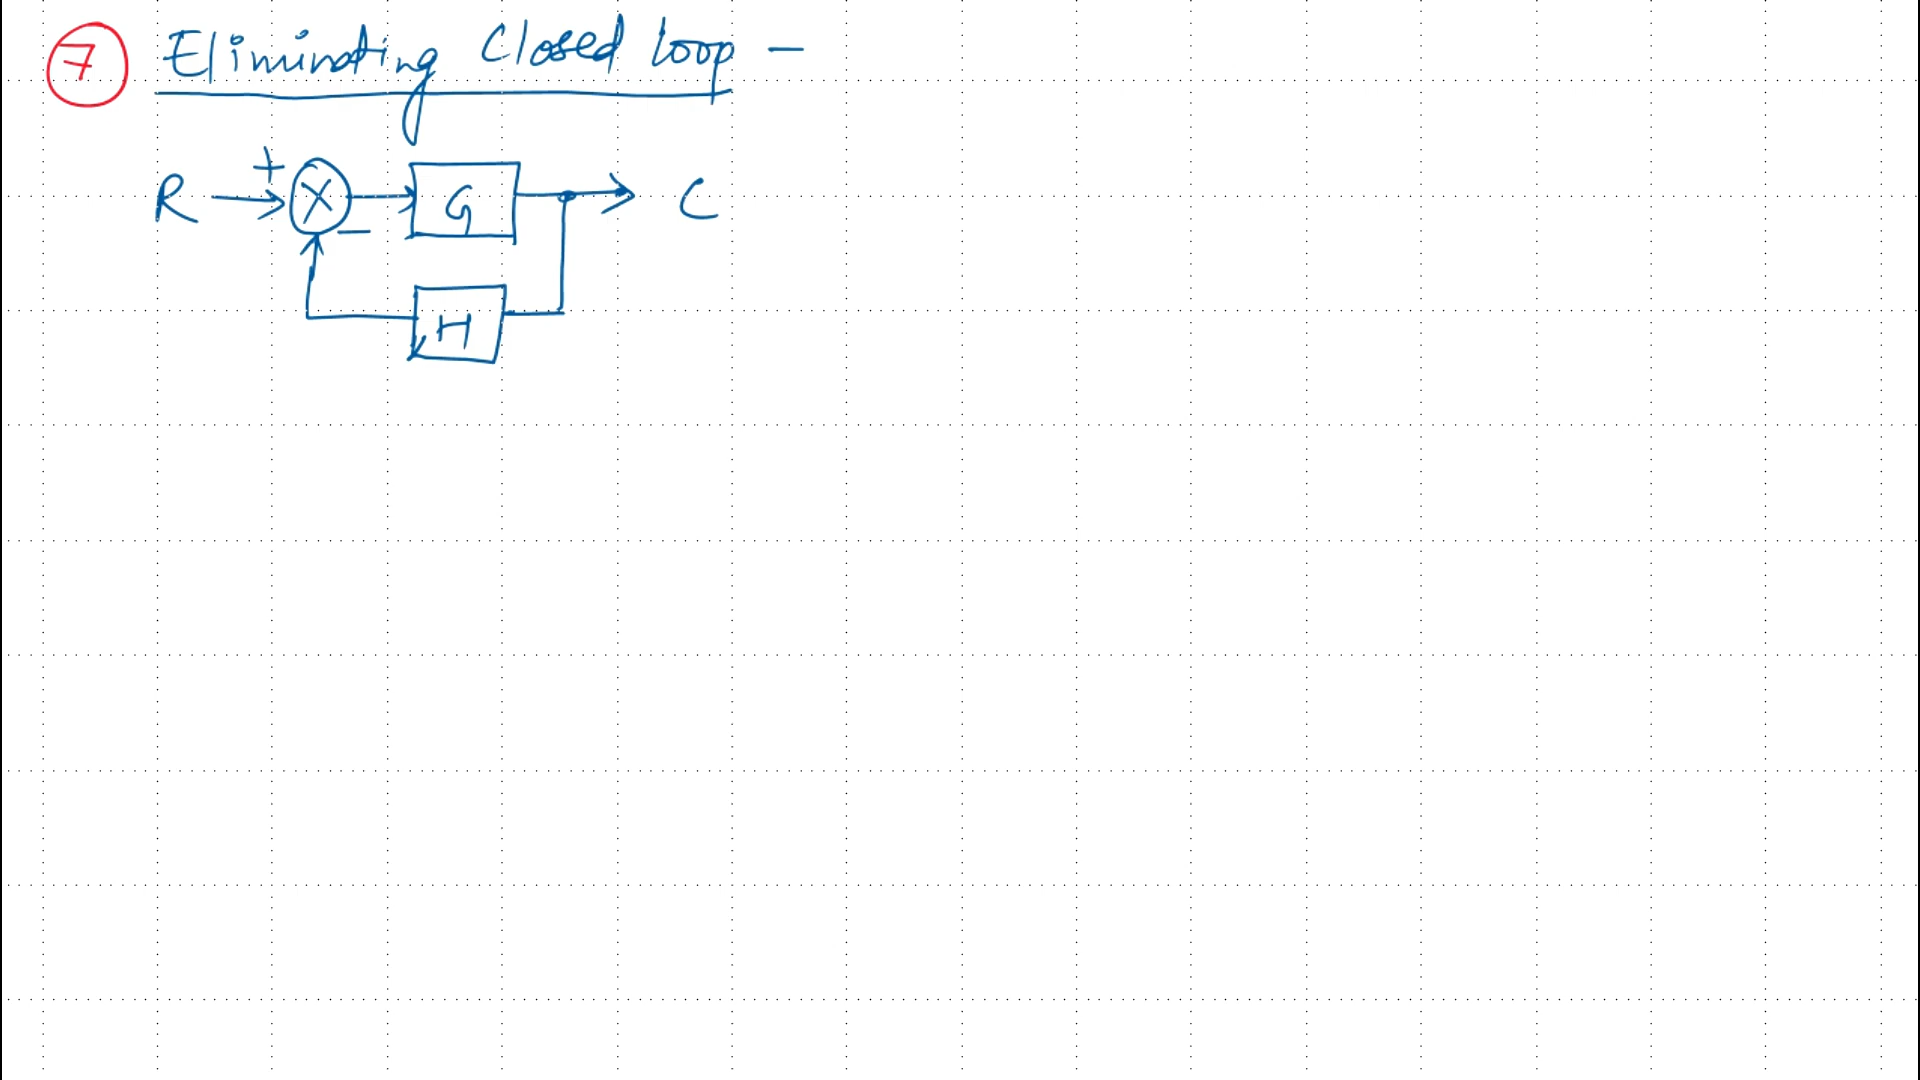 7 Eliminating Closed loop -
R + X - G C
H